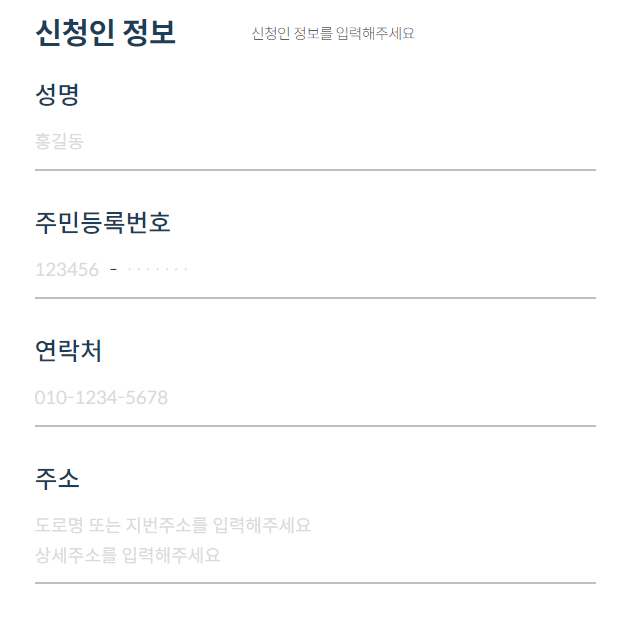 신청인 정보 신청인 정보를 입력해주세요
성명
홍길동
주민등록번호
123456 - ·······
연락처
010-1234-5678
주소
도로명 또는 지번주소를 입력해주세요
상세주소를 입력해주세요